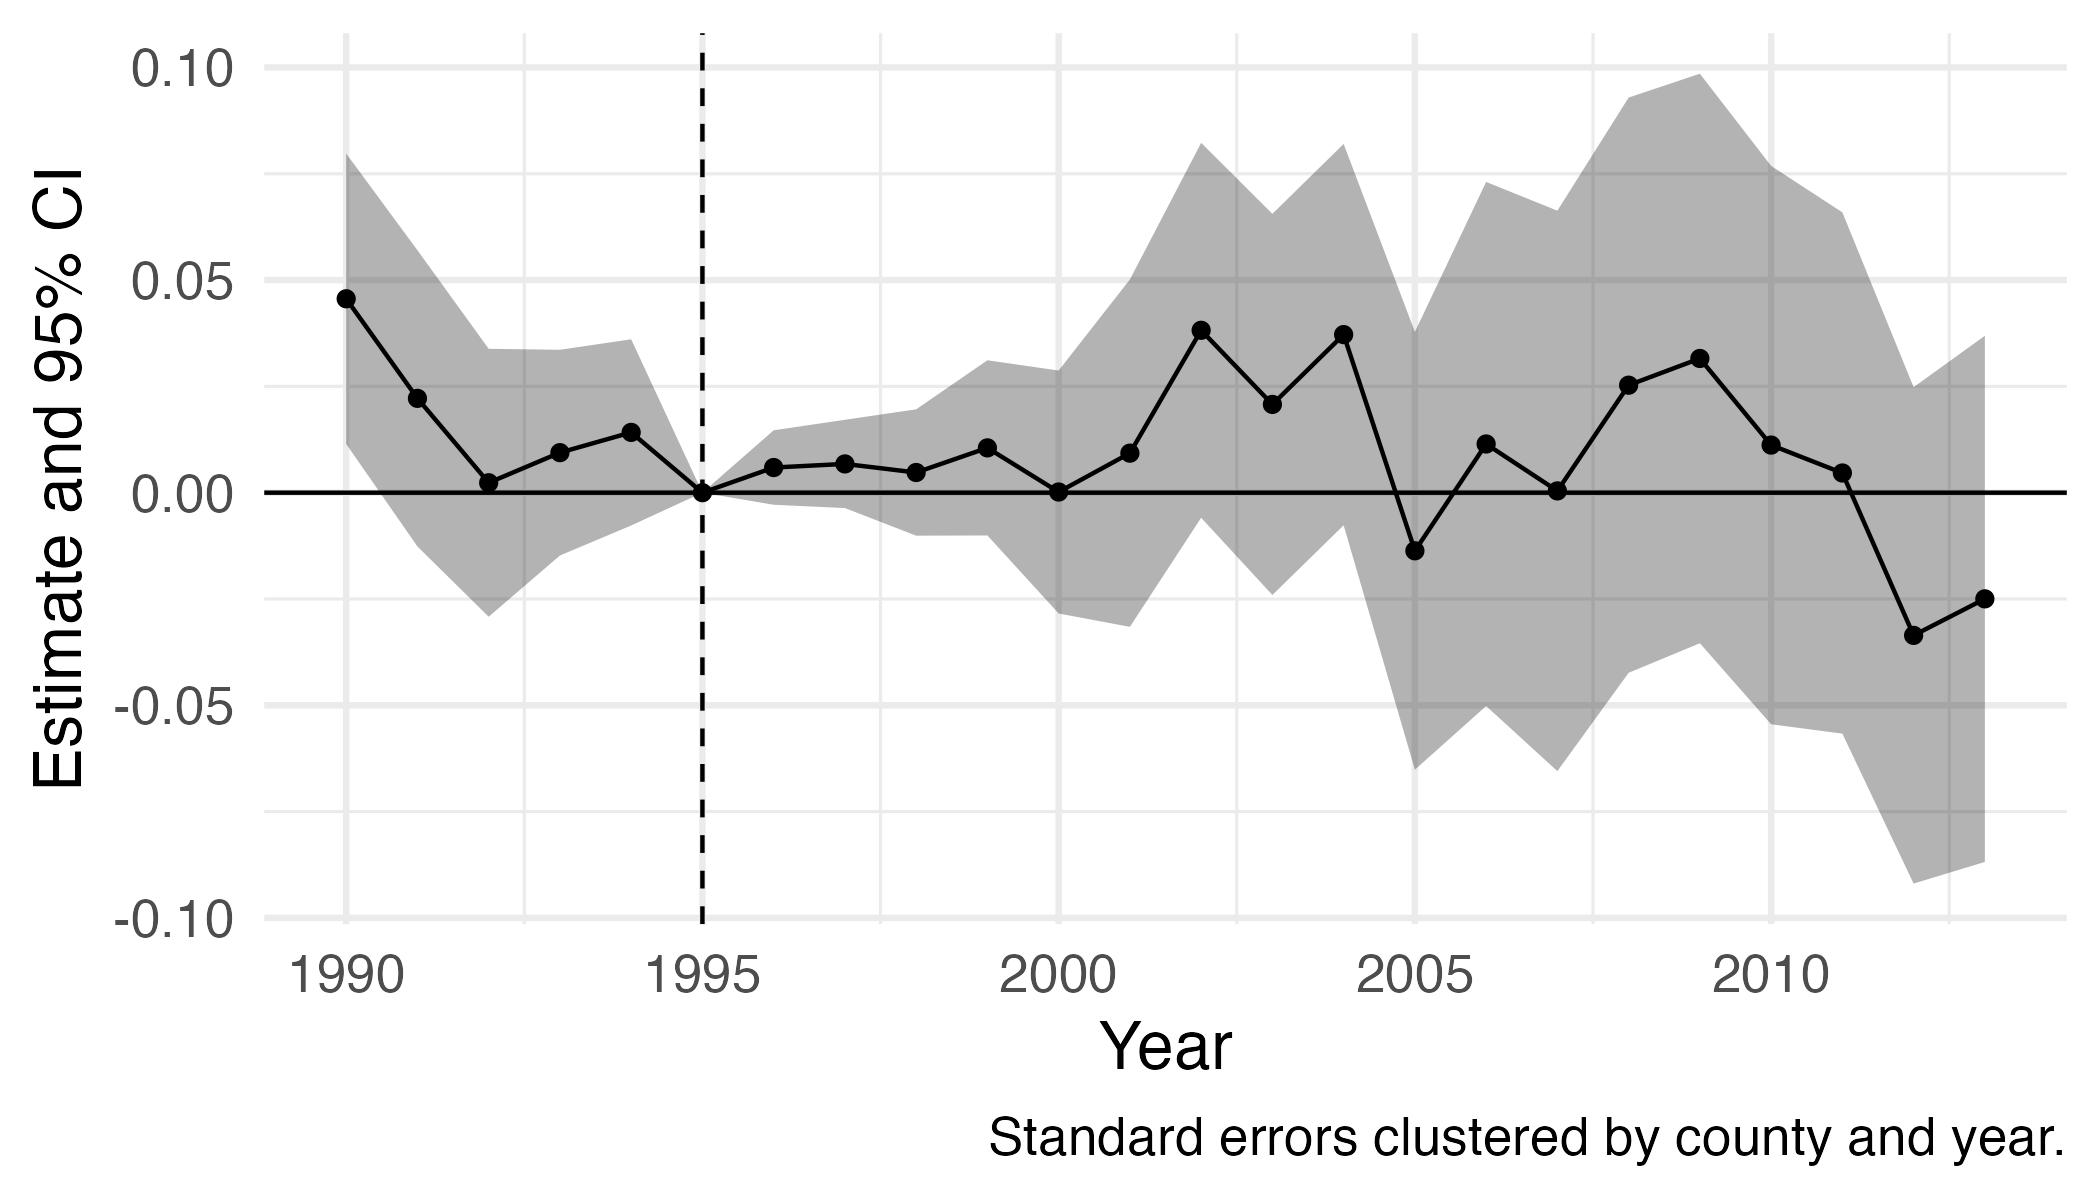 Estimate and 95% CI
0.10
0.05
0.00
-0.05
-0.10
1990 1995 2000 2005 2010
Year
Standard errors clustered by county and year.